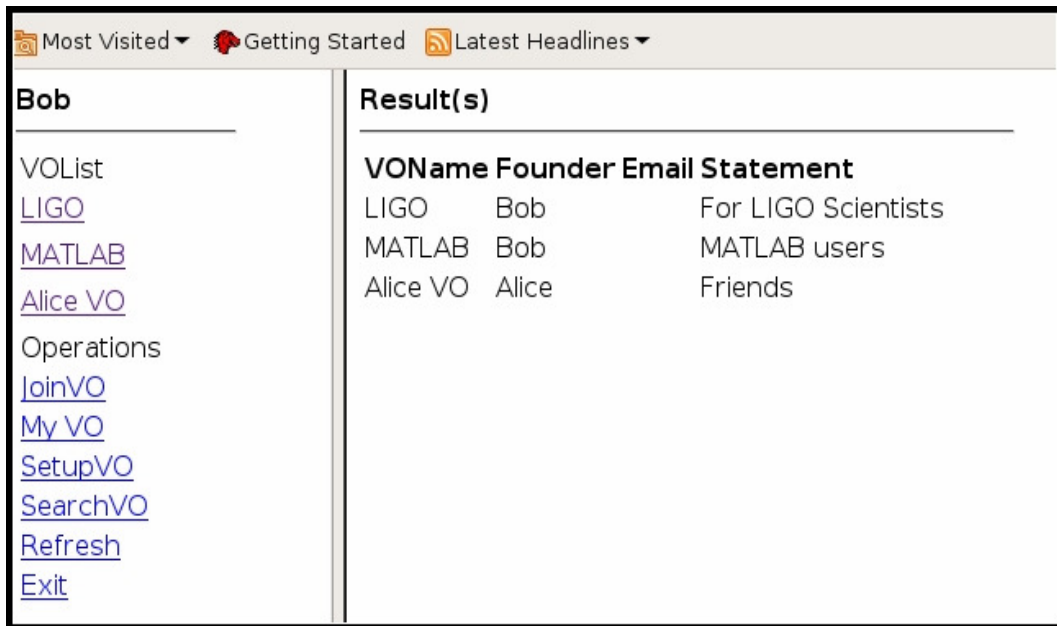 Most Visited Getting Started Latest Headlines
Bob
VOList
LIGO
MATLAB
Alice VO
Operations
JoinVO
My VO
SetupVO
SearchVO
Refresh
Exit
Result(s)
VOName Founder Email Statement
LIGO Bob For LIGO Scientists
MATLAB Bob MATLAB users
Alice VO Alice Friends